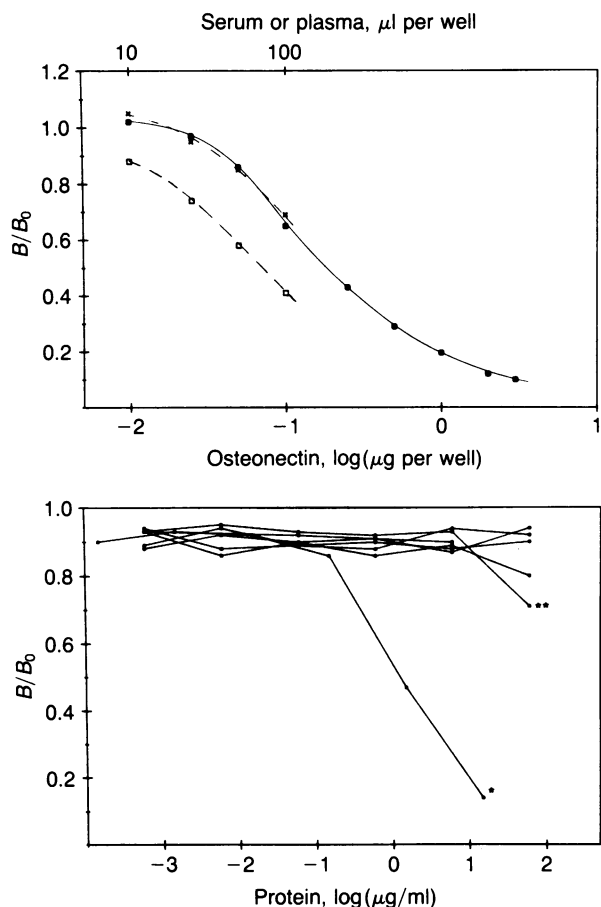 Serum or plasma, μl per well
10 100
1.2
1.0
0.8
0.6
0.4
0.2
B/B₀
−2 −1 0 1
Osteonectin, log(μg per well)
1.0
0.8
0.6
0.4
0.2
B/B₀
**
*
−3 −2 −1 0 1 2
Protein, log(μg/ml)